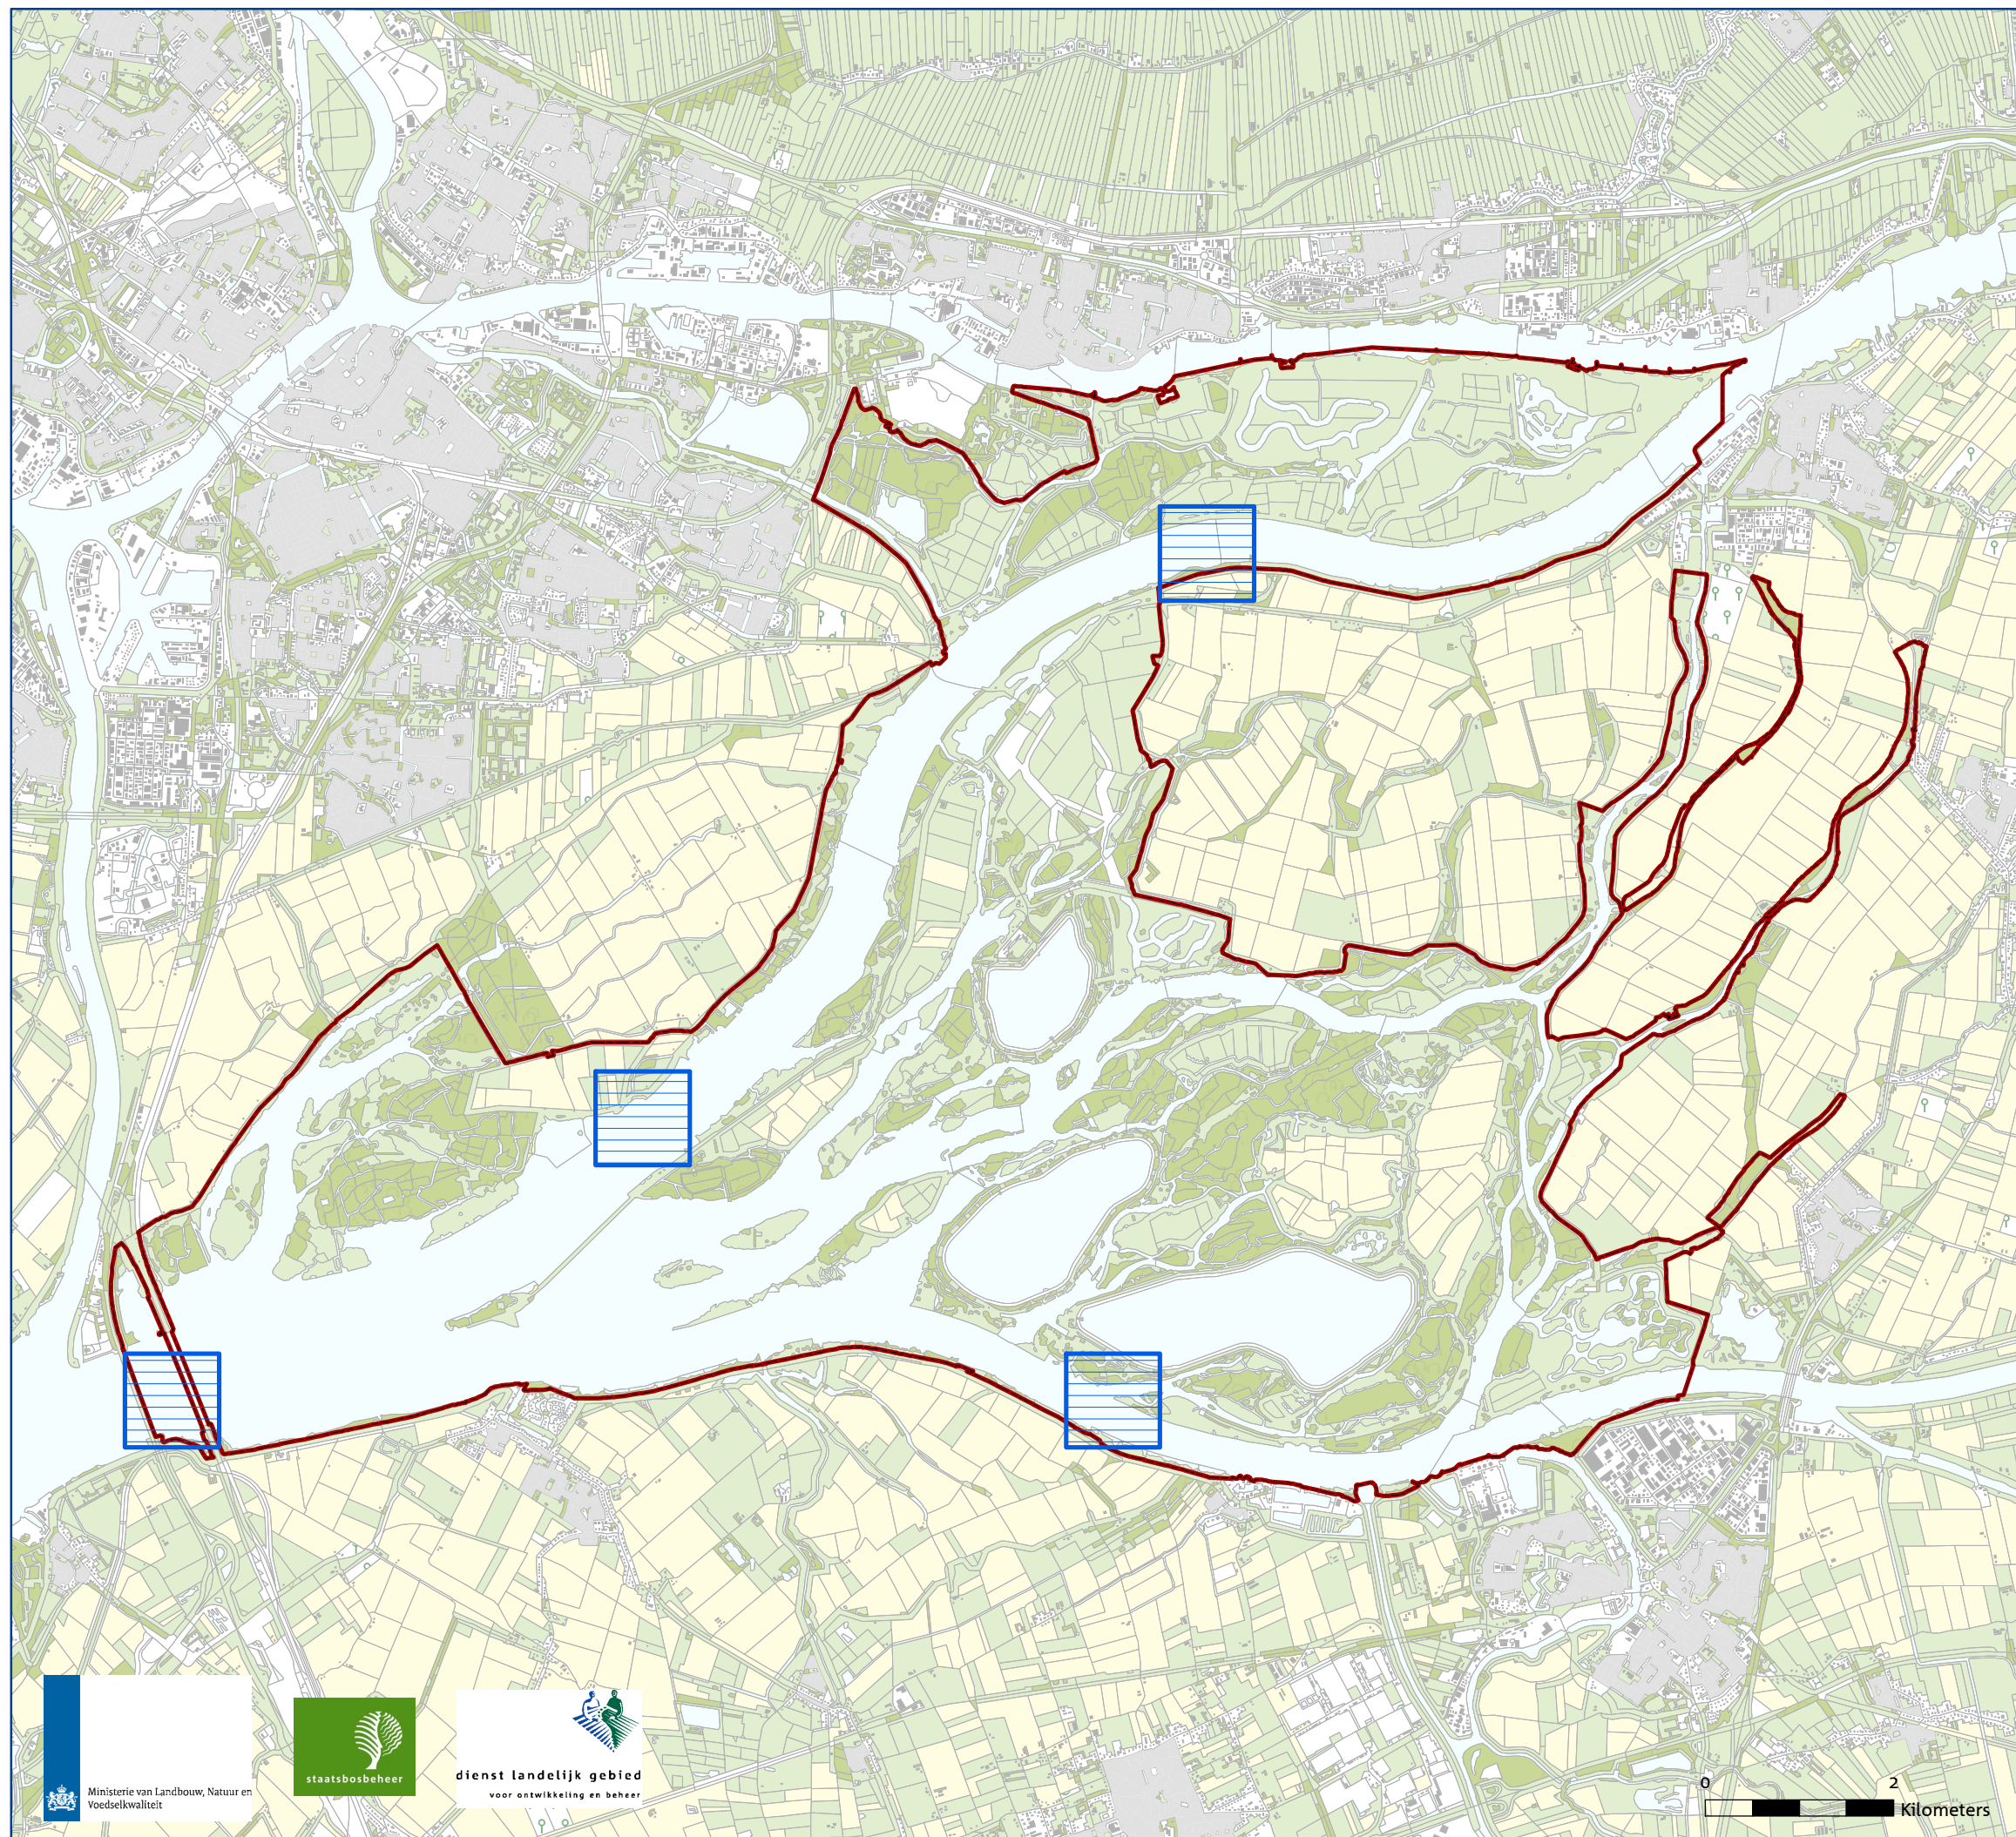 Ministerie van Landbouw, Natuur en
Voedselkwaliteit
staatsbosbeheer
dienst landelijk gebied
voor ontwikkeling en beheer
0 2
Kilometers